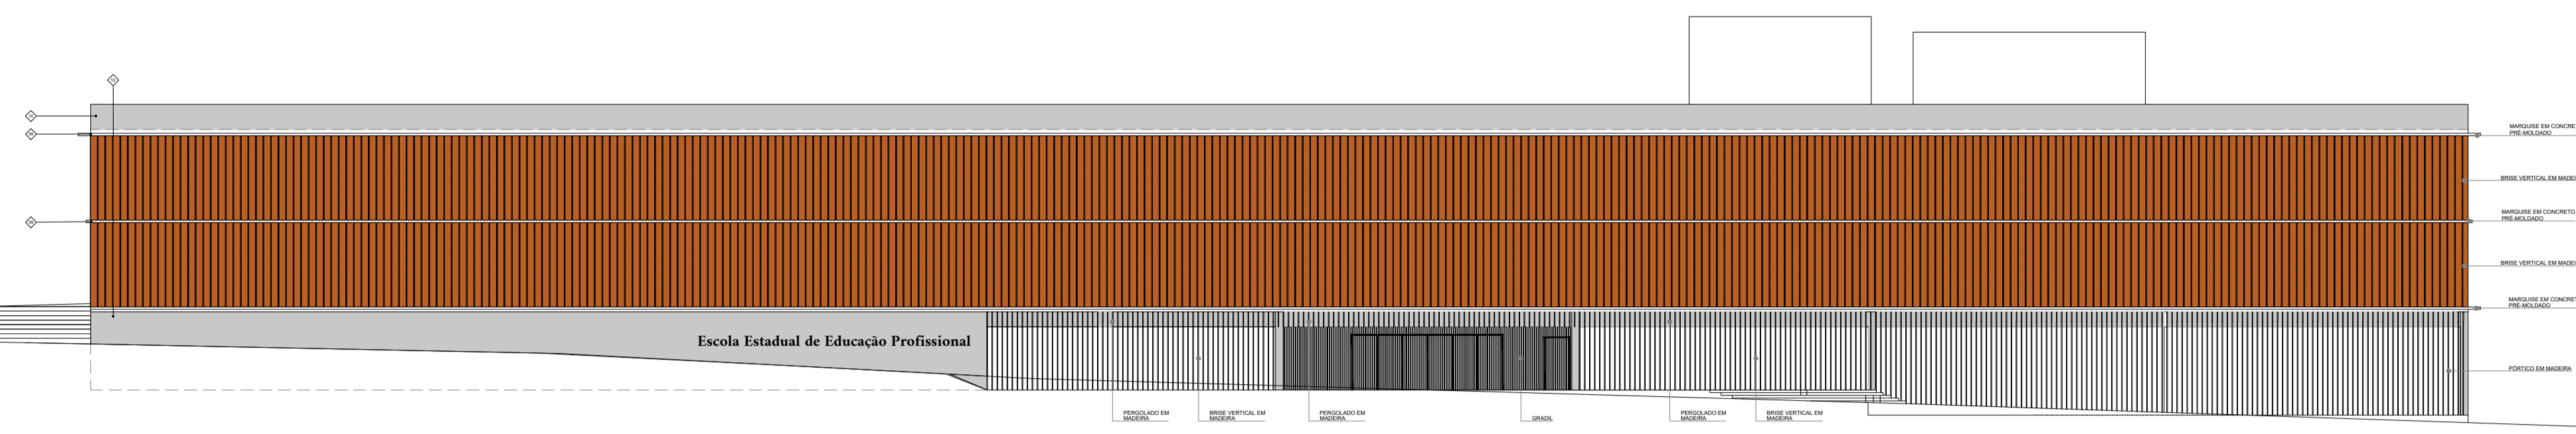 MARQUISE EM CONCRE
PRÉ-MOLDADO
BRISE VERTICAL EM MADEI
MARQUISE EM CONCRETO
PRÉ-MOLDADO
BRISE VERTICAL EM MADEI
MARQUISE EM CONCRET
PRÉ-MOLDADO
Escola Estadual de Educação Profissional
PÓRTICO EM MADEIRA
PERGOLADO EM
MADEIRA
BRISE VERTICAL EM
MADEIRA
PERGOLADO EM
MADEIRA
GRADIL
PERGOLADO EM
MADEIRA
BRISE VERTICAL EM
MADEIRA